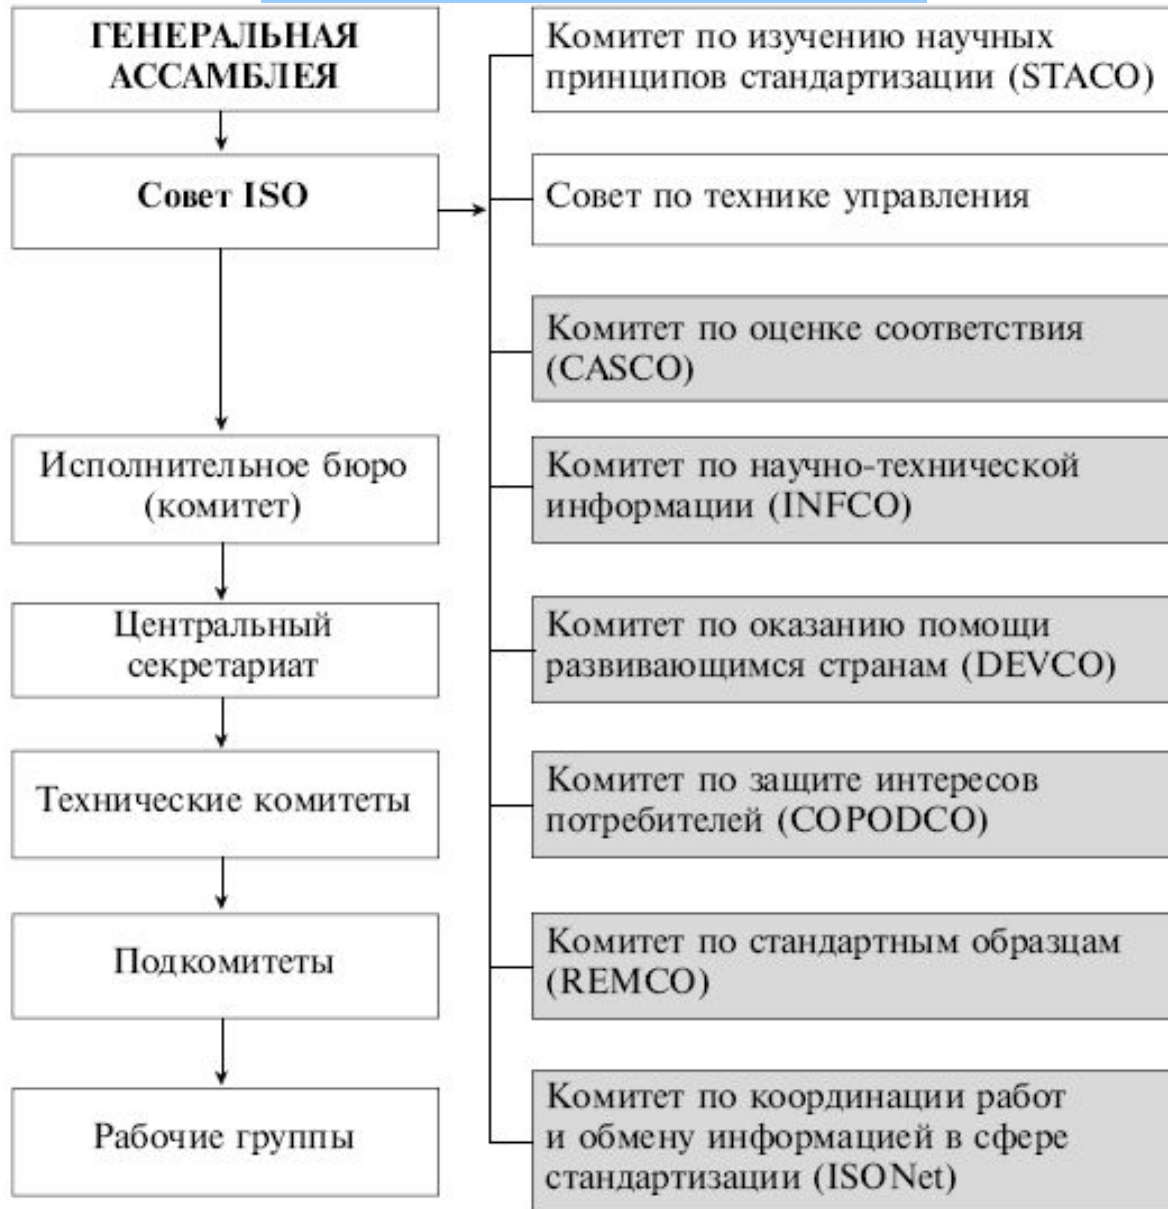 ГЕНЕРАЛЬНАЯ
АССАМБЛЕЯ
Совет ISO
Исполнительное бюро
(комитет)
Центральный
секретариат
Технические комитеты
Подкомитеты
Рабочие группы
Комитет по изучению научных
принципов стандартизации (STACO)
Совет по технике управления
Комитет по оценке соответствия
(CASCO)
Комитет по научно-технической
информации (INFCO)
Комитет по оказанию помощи
развивающимся странам (DEVCO)
Комитет по защите интересов
потребителей (COPODCO)
Комитет по стандартным образцам
(REMCO)
Комитет по координации работ
и обмену информацией в сфере
стандартизации (ISONet)